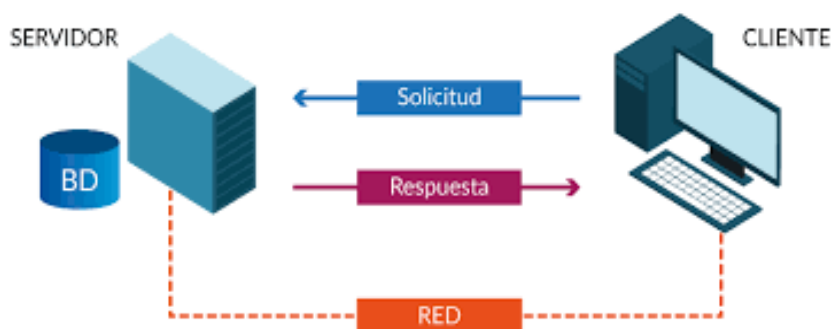 SERVIDOR
CLIENTE
Solicitud
BD
Respuesta
RED